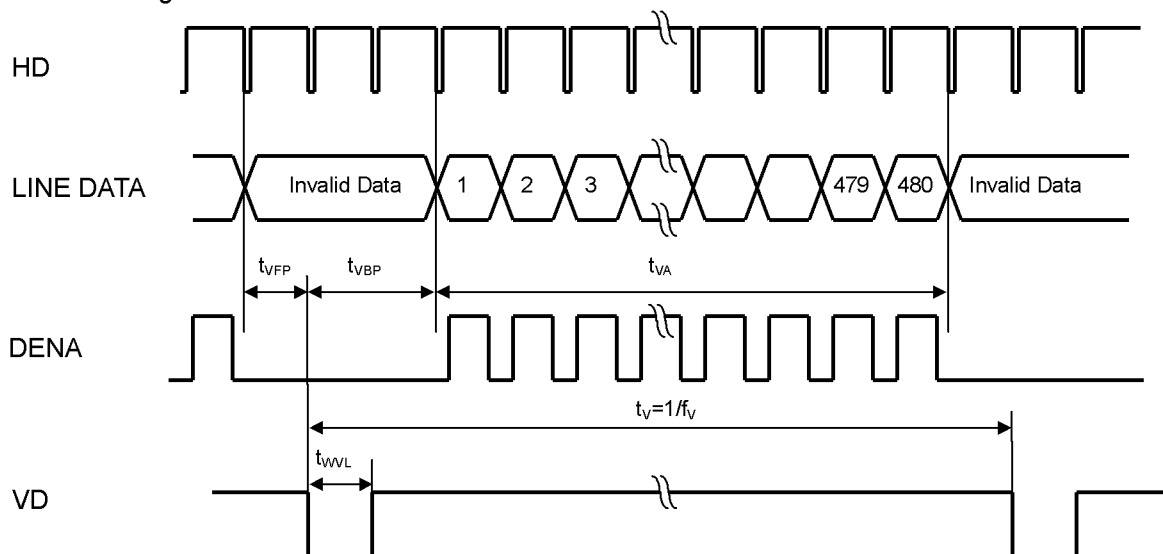 HD
LINE DATA
Invalid Data 1 2 3 479 480 Invalid Data
tVFP tVBP tVA
DENA
tV=1/fV
tWVL
VD